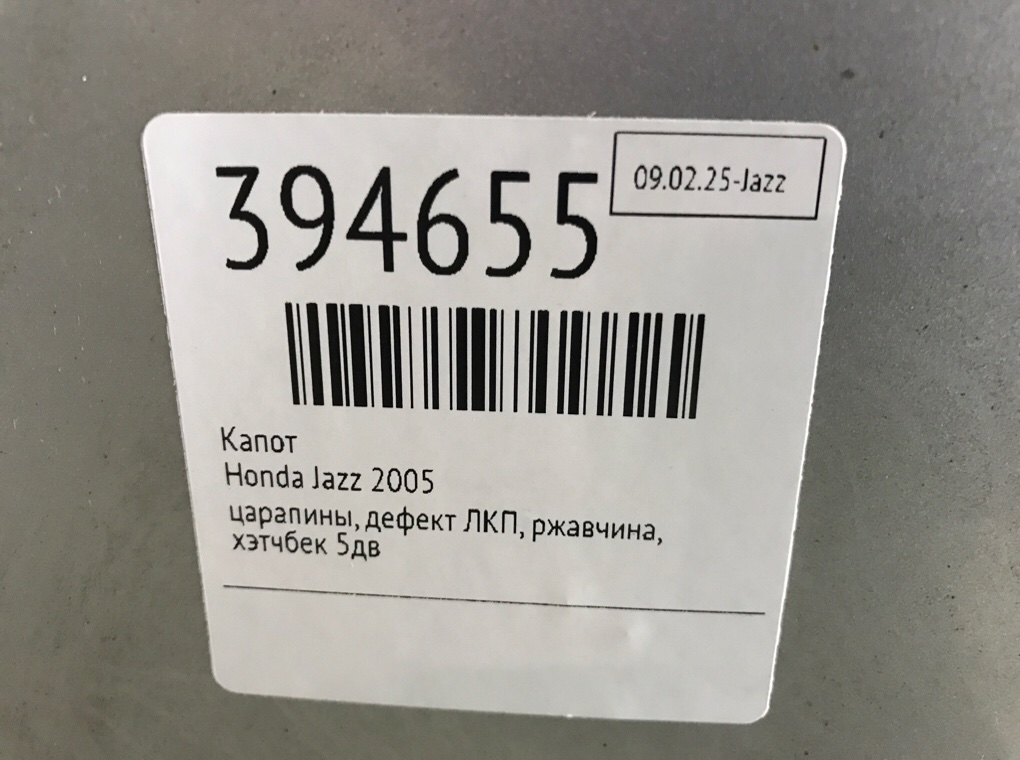 394655
09.02.25-Jazz
Капот
Honda Jazz 2005
царапины, дефект ЛКП, ржавчина,
хэтчбек 5дв